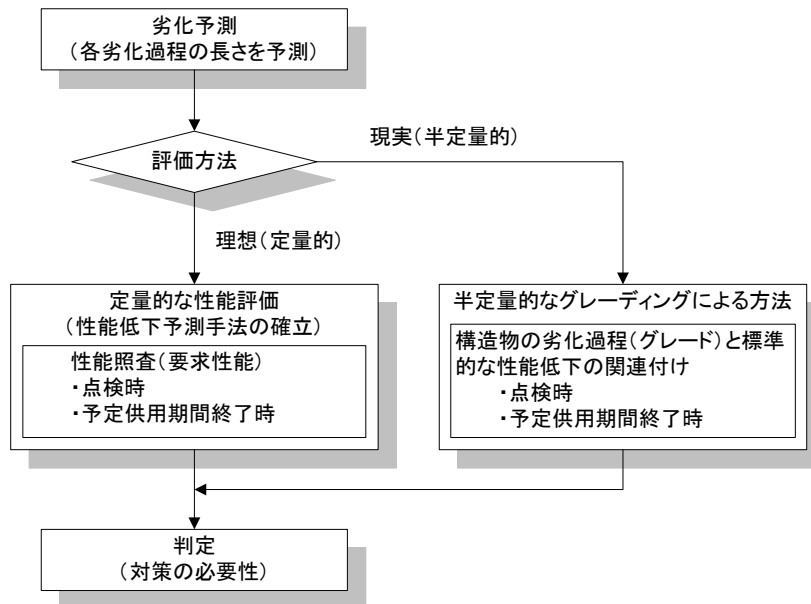 劣化予測
（各劣化過程の長さを予測）
評価方法
現実（半定量的）
理想（定量的）
定量的な性能評価
（性能低下予測手法の確立）
性能照査（要求性能）
・点検時
・予定供用期間終了時
半定量的なグレーディングによる方法
構造物の劣化過程（グレード）と標準
的な性能低下の関連付け
・点検時
・予定供用期間終了時
判定
（対策の必要性）